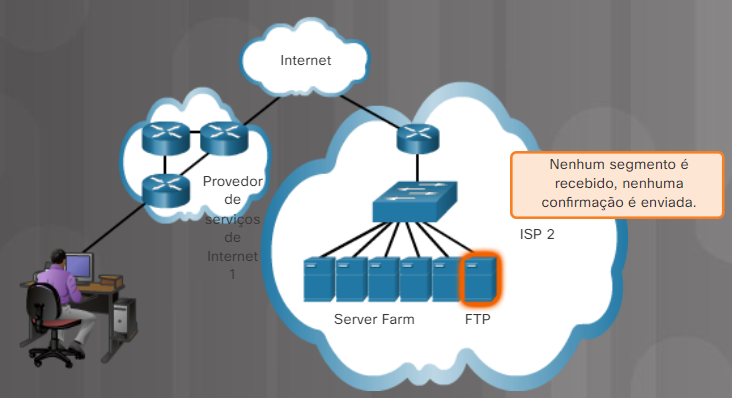 Internet
Provedor
de
serviços
de
Internet
1
Nenhum segmento é
recebido, nenhuma
confirmação é enviada.
ISP 2
Server Farm
FTP